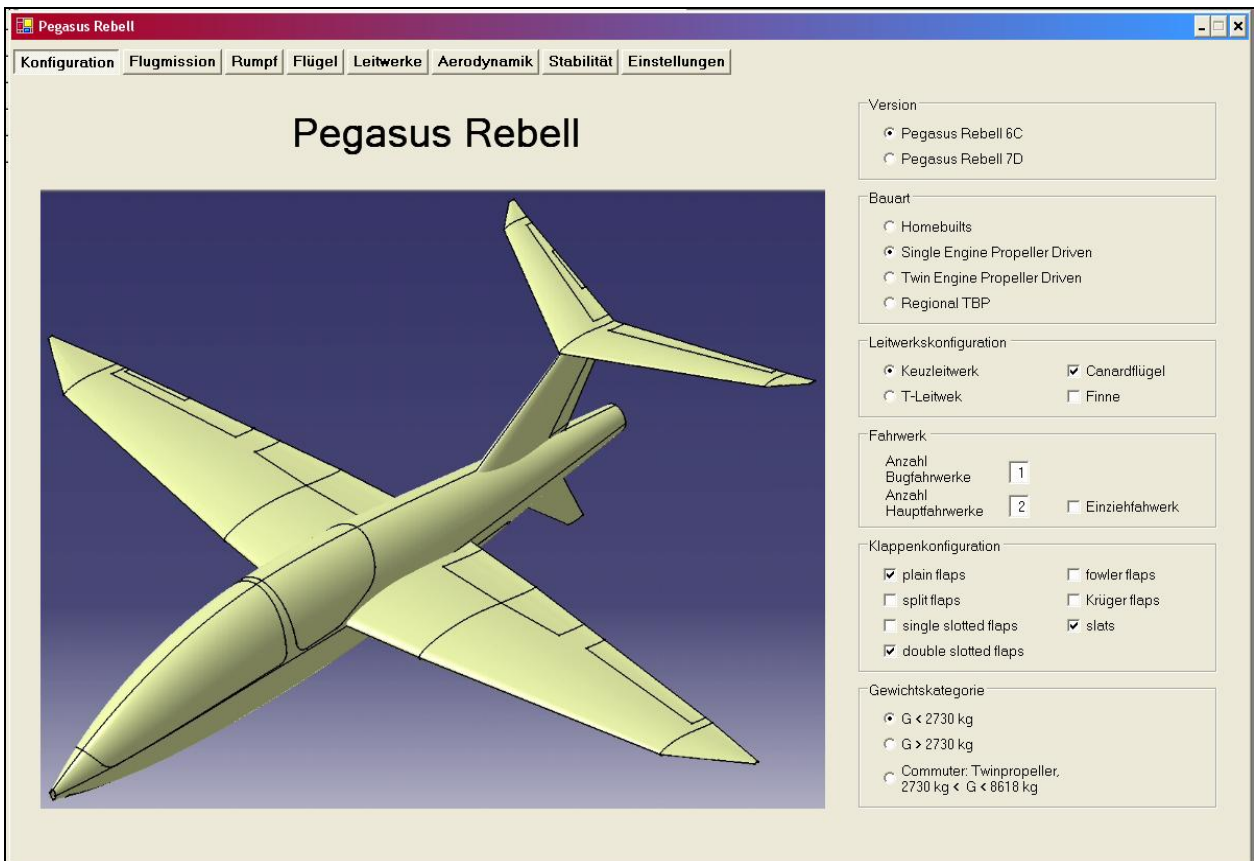 Pegasus Rebell
Konfiguration Flugmission Rumpf Flügel Leitwerke Aerodynamik Stabilität Einstellungen
Pegasus Rebell
Version
Pegasus Rebell 6C
Pegasus Rebell 7D
Bauart
Homebuilts
Single Engine Propeller Driven
Twin Engine Propeller Driven
Regional TBP
Leitwerkskonfiguration
Keuzleitwerk Canardflügel
T-Leitwek Finne
Fahrwerk
Anzahl
Bugfahrwerke 1
Anzahl
Hauptfahrwerke 2 Einziehfahwerk
Klappenkonfiguration
plain flaps fowler flaps
split flaps Krüger flaps
single slotted flaps slats
double slotted flaps
Gewichtskategorie
G < 2730 kg
G > 2730 kg
Commuter: Twinpropeller,
2730 kg < G < 8618 kg